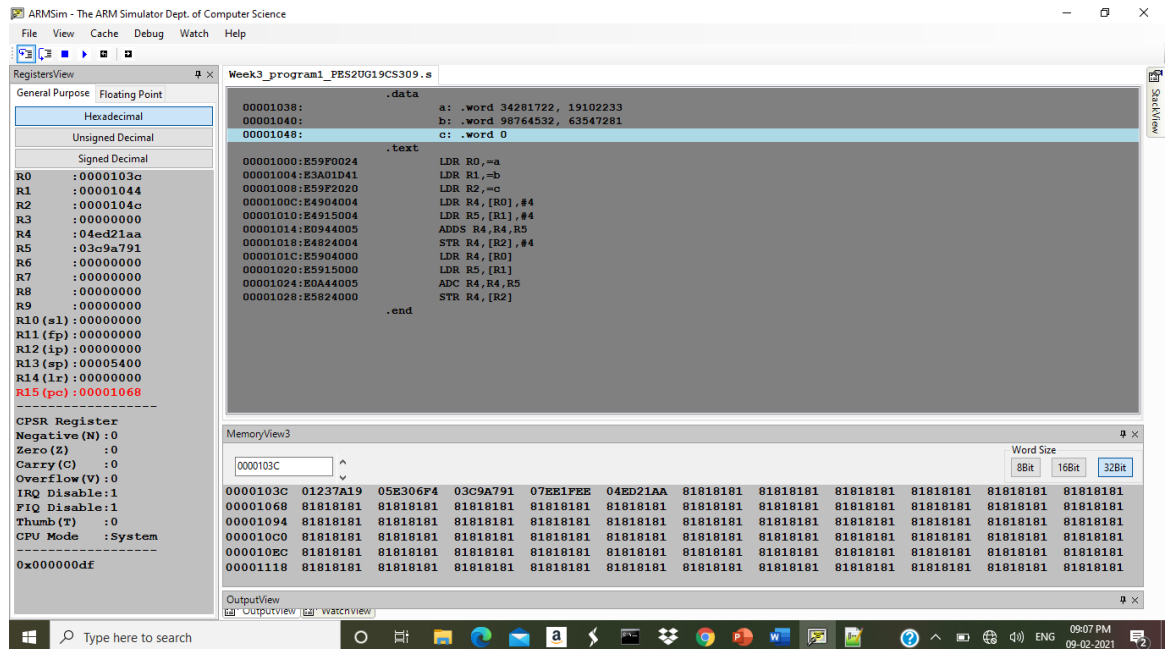 ARMSim - The ARM Simulator Dept. of Computer Science
File View Cache Debug Watch Help
RegistersView
General Purpose Floating Point
Hexadecimal
Unsigned Decimal
Signed Decimal
R0 :0000103c
R1 :00001044
R2 :0000104c
R3 :00000000
R4 :04ed21aa
R5 :03c9a791
R6 :00000000
R7 :00000000
R8 :00000000
R9 :00000000
R10(sl):00000000
R11(fp):00000000
R12(ip):00000000
R13(sp):00005400
R14(lr):00000000
R15(pc):00001068
------------------
CPSR Register
Negative(N):0
Zero(Z) :0
Carry(C) :0
Overflow(V):0
IRQ Disable:1
FIQ Disable:1
Thumb(T) :0
CPU Mode :System
------------------
0x000000df
Week3_program1_PES2UG19CS309.s
.data
00001038: a: .word 34281722, 19102233
00001040: b: .word 98764532, 63547281
00001048: c: .word 0
.text
00001000:E59F0024 LDR R0,=a
00001004:E3A01D41 LDR R1,=b
00001008:E59F2020 LDR R2,=c
0000100C:E4904004 LDR R4,[R0],#4
00001010:E4915004 LDR R5,[R1],#4
00001014:E0944005 ADDS R4,R4,R5
00001018:E4824004 STR R4,[R2],#4
0000101C:E5904000 LDR R4,[R0]
00001020:E5915000 LDR R5,[R1]
00001024:E0A44005 ADC R4,R4,R5
00001028:E5824000 STR R4,[R2]
.end
StackView
MemoryView3
0000103C
Word Size
8Bit 16Bit 32Bit
0000103C 01237A19 05E306F4 03C9A791 07EE1FEE 04ED21AA 81818181 81818181 81818181 81818181 81818181 81818181
00001068 81818181 81818181 81818181 81818181 81818181 81818181 81818181 81818181 81818181 81818181 81818181
00001094 81818181 81818181 81818181 81818181 81818181 81818181 81818181 81818181 81818181 81818181 81818181
000010C0 81818181 81818181 81818181 81818181 81818181 81818181 81818181 81818181 81818181 81818181 81818181
000010EC 81818181 81818181 81818181 81818181 81818181 81818181 81818181 81818181 81818181 81818181 81818181
00001118 81818181 81818181 81818181 81818181 81818181 81818181 81818181 81818181 81818181 81818181 81818181
OutputView
OutputView WatchView
Type here to search
ENG
09:07 PM
09-02-2021